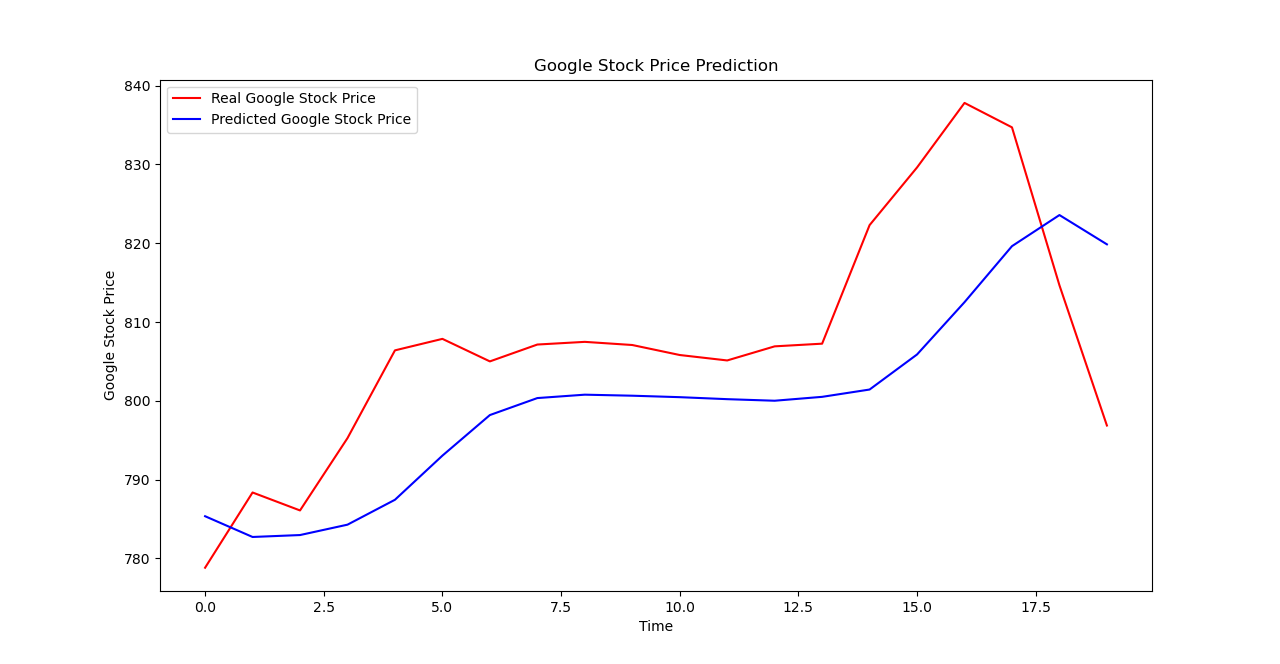 Google Stock Price Prediction
Real Google Stock Price
Predicted Google Stock Price
Google Stock Price
840
830
820
810
800
790
780
0.0 2.5 5.0 7.5 10.0 12.5 15.0 17.5
Time